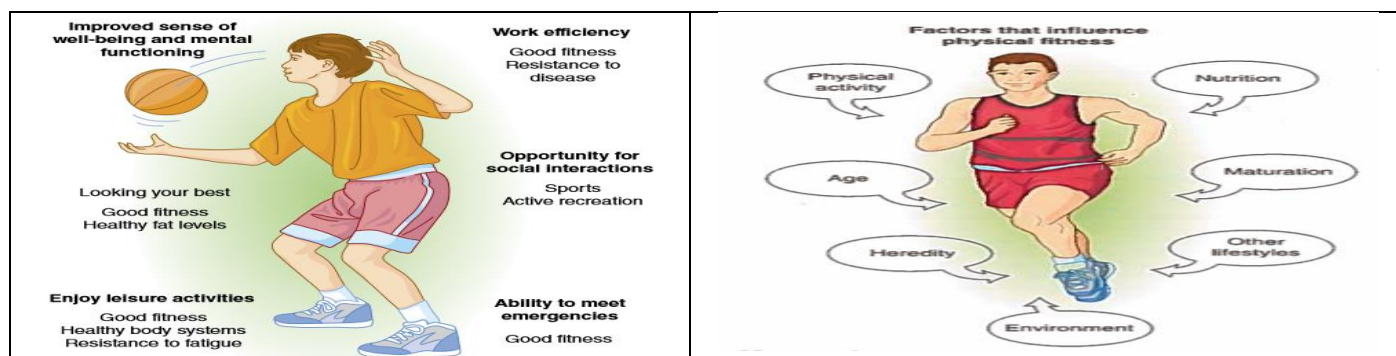 Improved sense of
well-being and mental
functioning
Work efficiency
Good fitness
Resistance to
disease
Opportunity for
social interactions
Sports
Active recreation
Looking your best
Good fitness
Healthy fat levels
Enjoy leisure activities
Good fitness
Healthy body systems
Resistance to fatigue
Ability to meet
emergencies
Good fitness
Factors that influence
physical fitness
Physical
activity
Nutrition
Age
Maturation
Heredity
Other
lifestyles
Environment